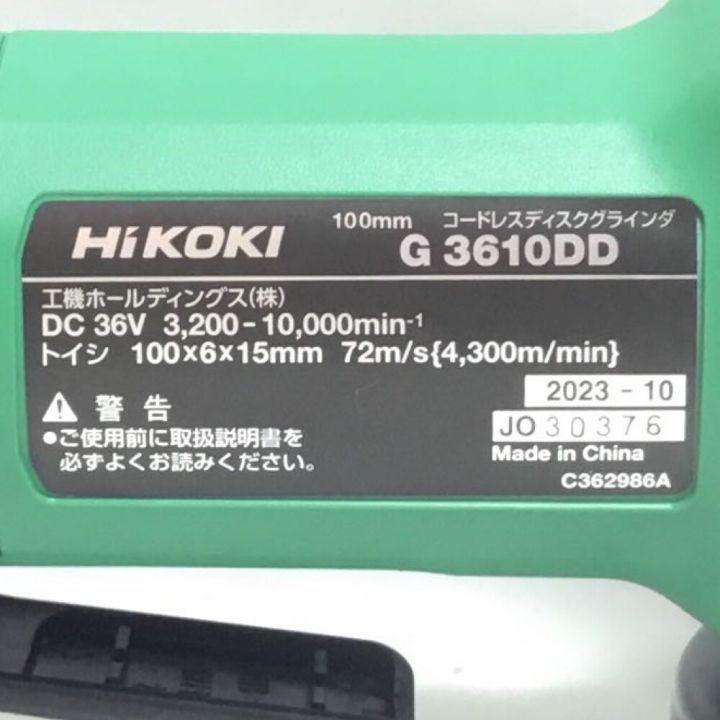 HiKOKI
100mm コードレスディスクグラインダ
G 3610DD
工機ホールディングス(株)
DC 36V 3,200-10,000min-1
トイシ 100×6×15mm 72m/s{4,300m/min}
警告
●ご使用前に取扱説明書を
必ずよくお読みください。
2023 - 10
JO 30376
Made in China
C362986A